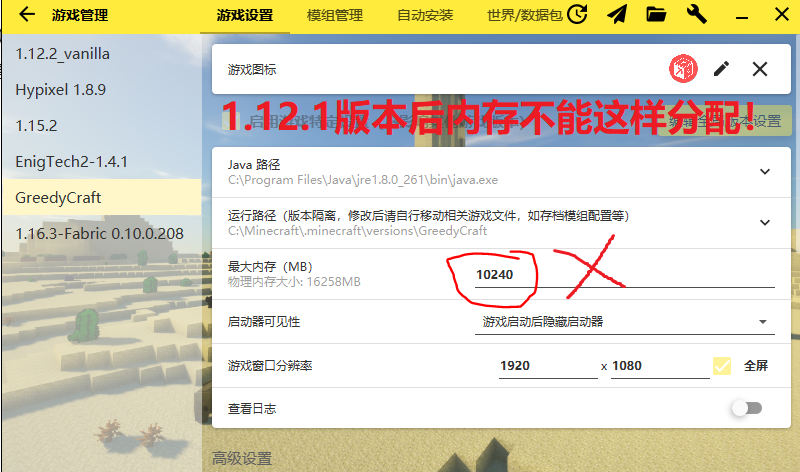 游戏管理
游戏设置
模组管理
自动安装
世界/数据包
1.12.2_vanilla
Hypixel 1.8.9
1.15.2
EnigTech2-1.4.1
GreedyCraft
1.16.3-Fabric 0.10.0.208
游戏图标
1.12.1版本后内存不能这样分配!
启用游戏特定
版本设置
Java 路径
C:\Program Files\Java\jre1.8.0_261\bin\java.exe
运行路径（版本隔离，修改后请自行移动相关游戏文件，如存档模组配置等）
C:\Minecraft\.minecraft\versions\GreedyCraft
最大内存（MB）
物理内存大小: 16258MB
10240
启动器可见性
游戏启动后隐藏启动器
游戏窗口分辨率
1920 x 1080
全屏
查看日志
高级设置